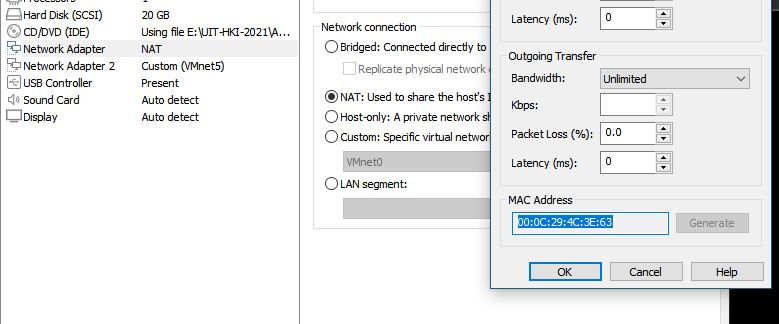 Processors 1
Hard Disk (SCSI) 20 GB
CD/DVD (IDE) Using file E:\UIT-HKI-2021\A...
Network Adapter NAT
Network Adapter 2 Custom (VMnet5)
USB Controller Present
Sound Card Auto detect
Display Auto detect
Network connection
Bridged: Connected directly to
Replicate physical network
NAT: Used to share the host's
Host-only: A private network
Custom: Specific virtual network
VMnet0
LAN segment:
Latency (ms): 0
Outgoing Transfer
Bandwidth: Unlimited
Kbps:
Packet Loss (%): 0.0
Latency (ms): 0
MAC Address
00:0C:29:4C:3E:63 Generate
OK Cancel Help